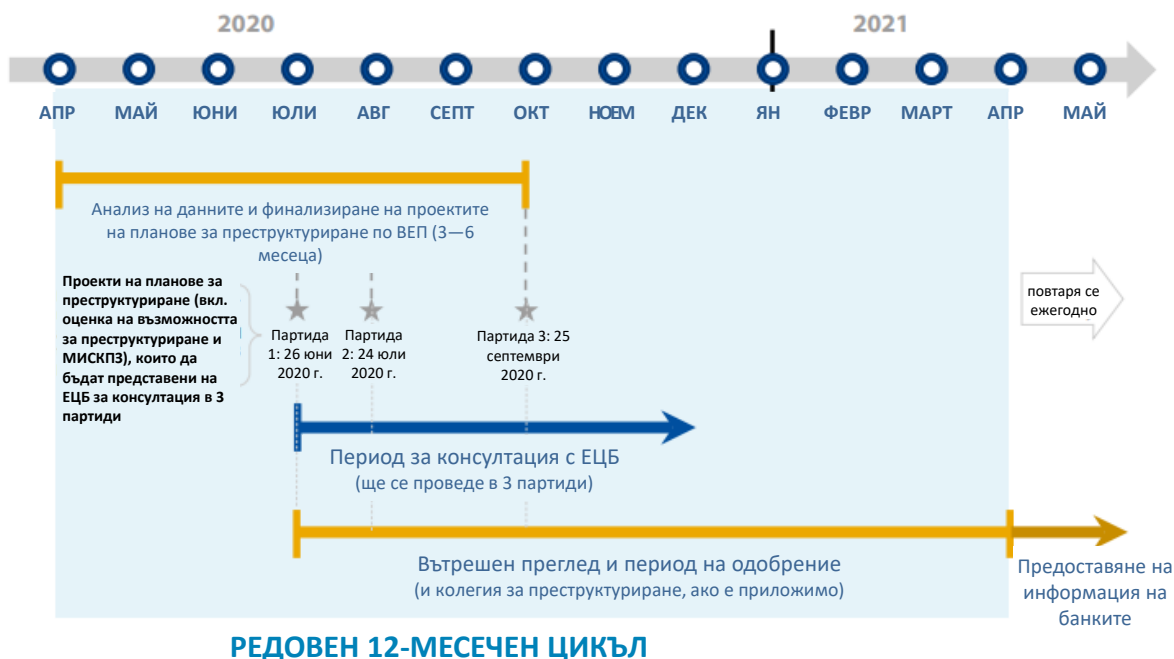 2020
2021
АПР МАЙ ЮНИ ЮЛИ АВГ СЕПТ ОКТ НОЕМ ДЕК ЯН ФЕВР МАРТ АПР МАЙ
Анализ на данните и финализиране на проектите
на планове за преструктуриране по ВЕП (3—6
месеца)
Проекти на планове за
преструктуриране (вкл.
оценка на възможността
за преструктуриране и
МИСКПЗ), които да
бъдат представени на
ЕЦБ за консултация в 3
партиди
Партида
1: 26 юни
2020 г.
Партида
2: 24 юли
2020 г.
Партида 3: 25
септември
2020 г.
повтаря се
ежегодно
Период за консултация с ЕЦБ
(ще се проведе в 3 партиди)
Вътрешен преглед и период на одобрение
(и колегия за преструктуриране, ако е приложимо)
Предоставяне на
информация на
банките
РЕДОВЕН 12-МЕСЕЧЕН ЦИКЪЛ